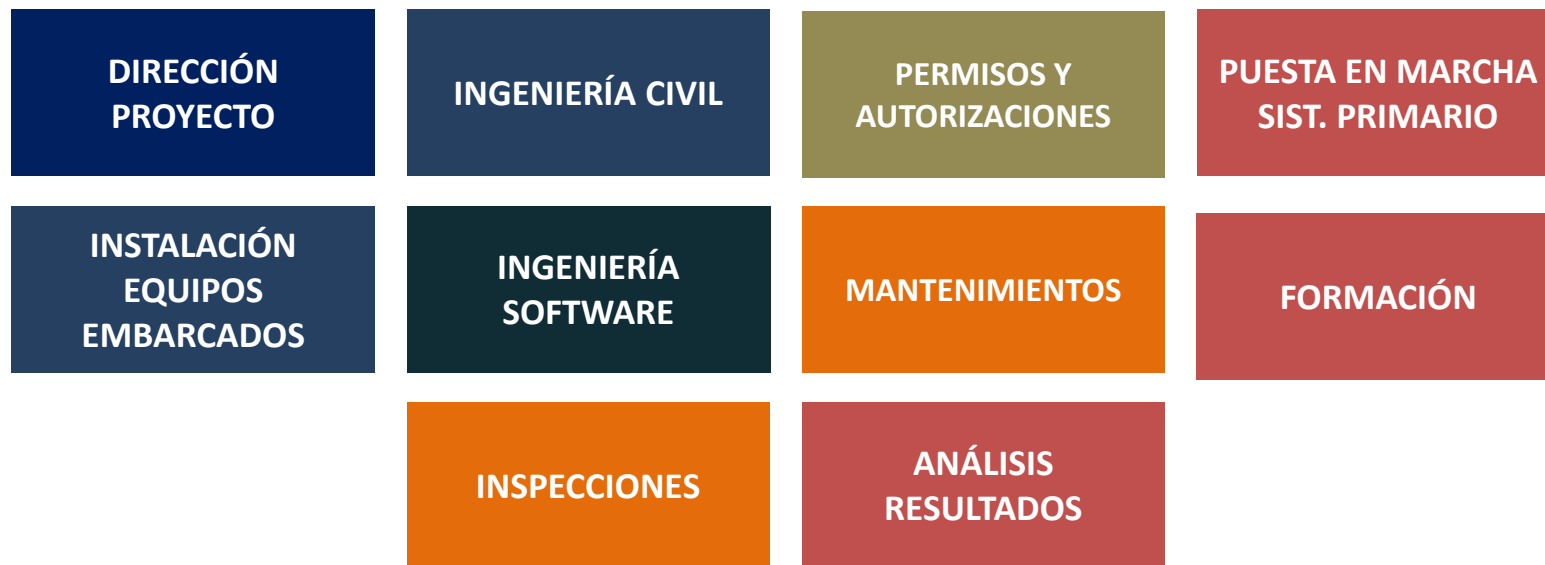 DIRECCIÓN
PROYECTO
INGENIERÍA CIVIL
PERMISOS Y
AUTORIZACIONES
PUESTA EN MARCHA
SIST. PRIMARIO
INSTALACIÓN
EQUIPOS
EMBARCADOS
INGENIERÍA
SOFTWARE
MANTENIMIENTOS
FORMACIÓN
INSPECCIONES
ANÁLISIS
RESULTADOS